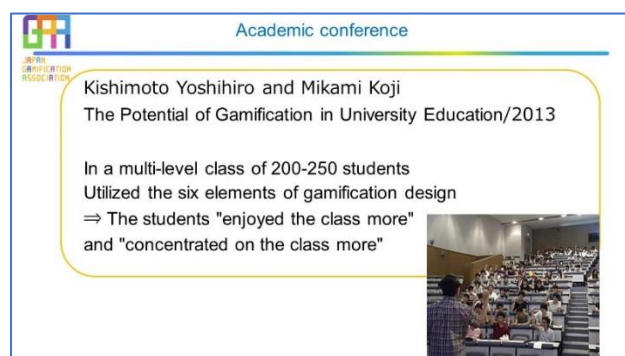 Academic conference
JAPAN
GAMIFICATION
ASSOCIATION
Kishimoto Yoshihiro and Mikami Koji
The Potential of Gamification in University Education/2013
In a multi-level class of 200-250 students
Utilized the six elements of gamification design
⇒ The students "enjoyed the class more"
and "concentrated on the class more"